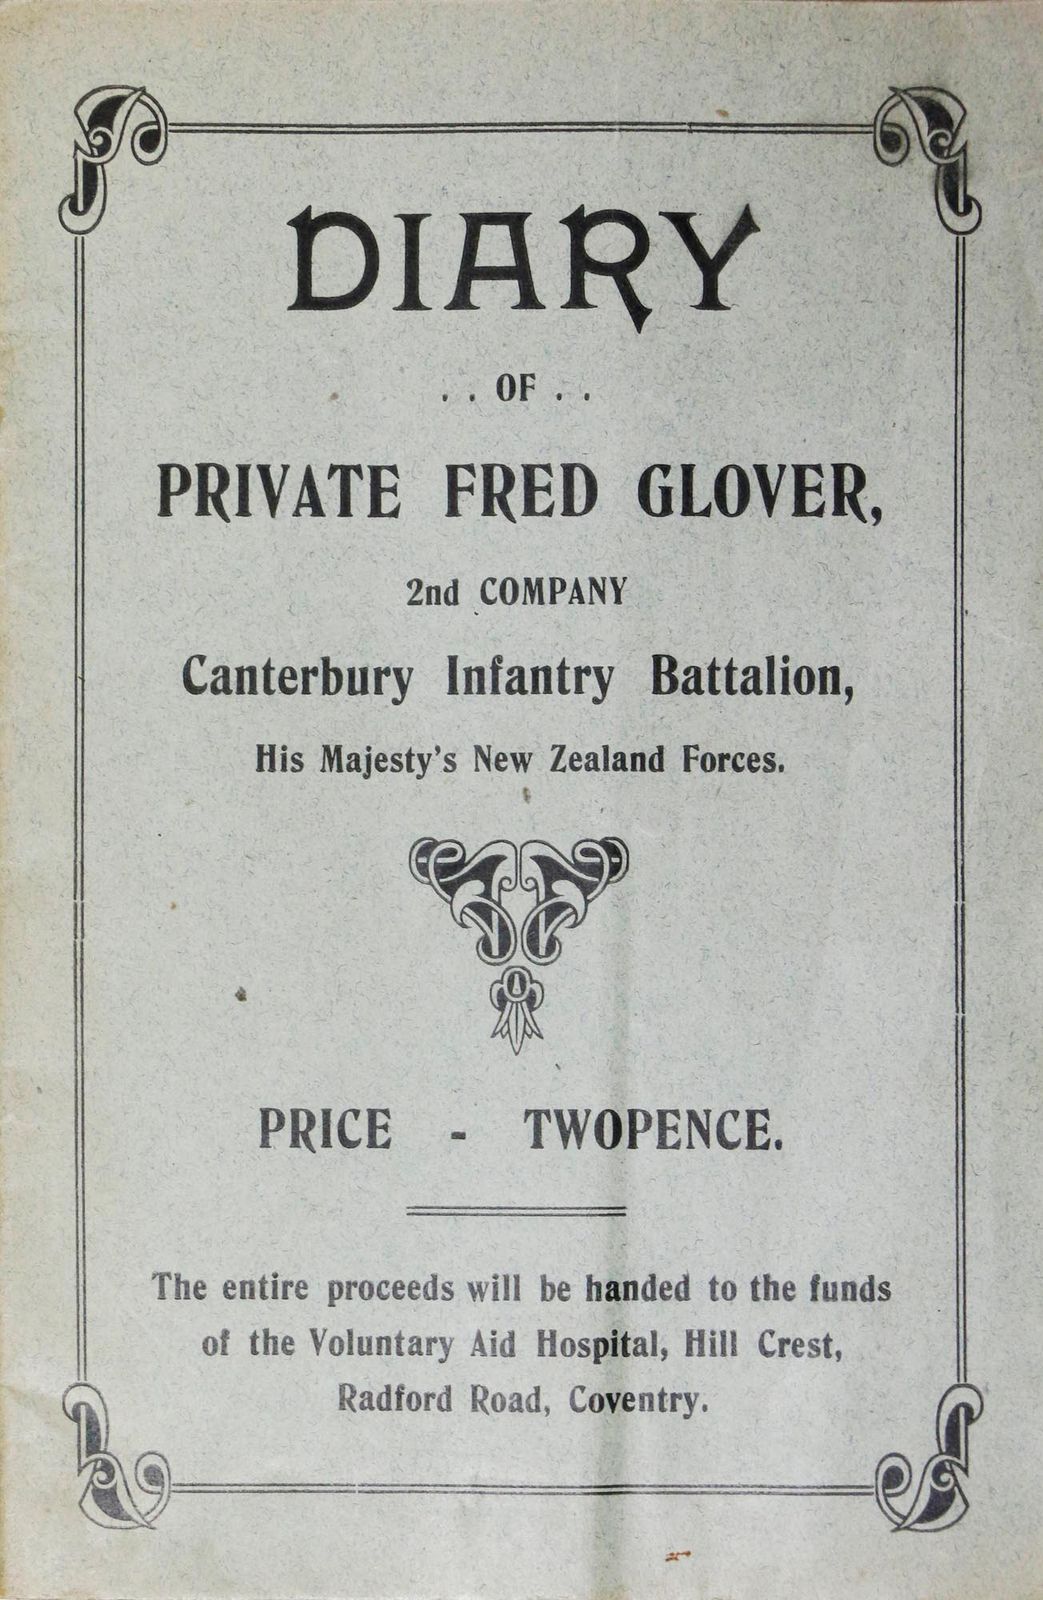 DIARY
. . OF . .
PRIVATE FRED GLOVER,
2nd COMPANY
Canterbury Infantry Battalion,
His Majesty's New Zealand Forces.
PRICE - TWOPENCE.
The entire proceeds will be handed to the funds
of the Voluntary Aid Hospital, Hill Crest,
Radford Road, Coventry.